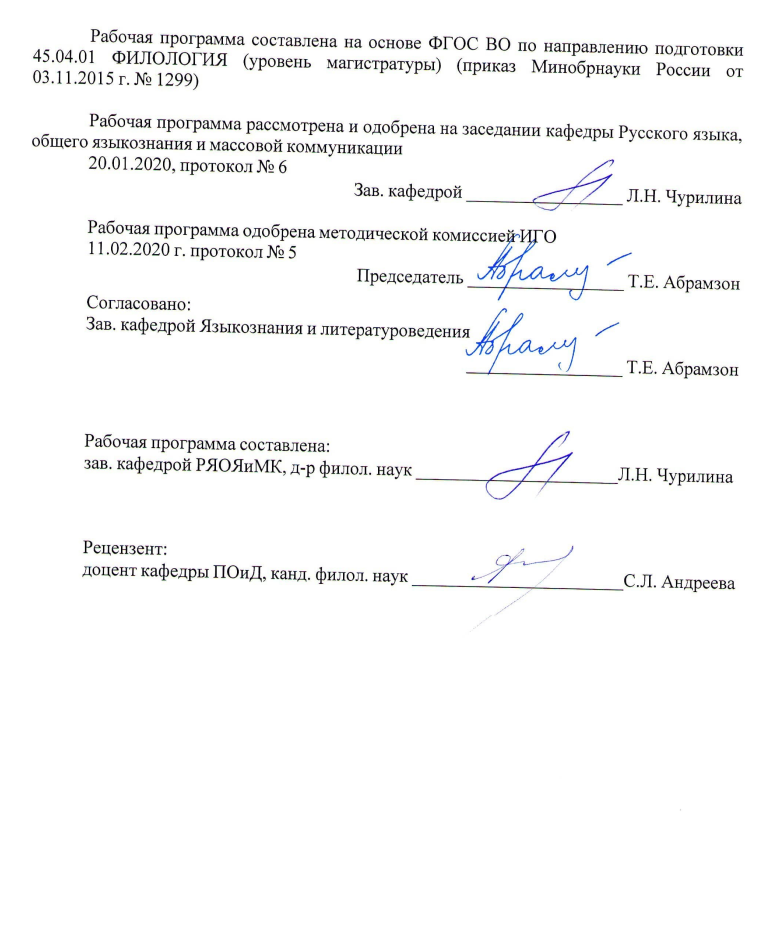 Рабочая программа составлена на основе ФГОС ВО по направлению подготовки
45.04.01 ФИЛОЛОГИЯ (уровень магистратуры) (приказ Минобрнауки России от
03.11.2015 г. № 1299)
Рабочая программа рассмотрена и одобрена на заседании кафедры Русского языка,
общего языкознания и массовой коммуникации
20.01.2020, протокол № 6
Зав. кафедрой Л.Н. Чурилина
Рабочая программа одобрена методической комиссией ИГО
11.02.2020 г. протокол № 5
Председатель Т.Е. Абрамзон
Согласовано:
Зав. кафедрой Языкознания и литературоведения
Т.Е. Абрамзон
Рабочая программа составлена:
зав. кафедрой РЯОЯиМК, д-р филол. наук Л.Н. Чурилина
Рецензент:
доцент кафедры ПОиД, канд. филол. наук С.Л. Андреева